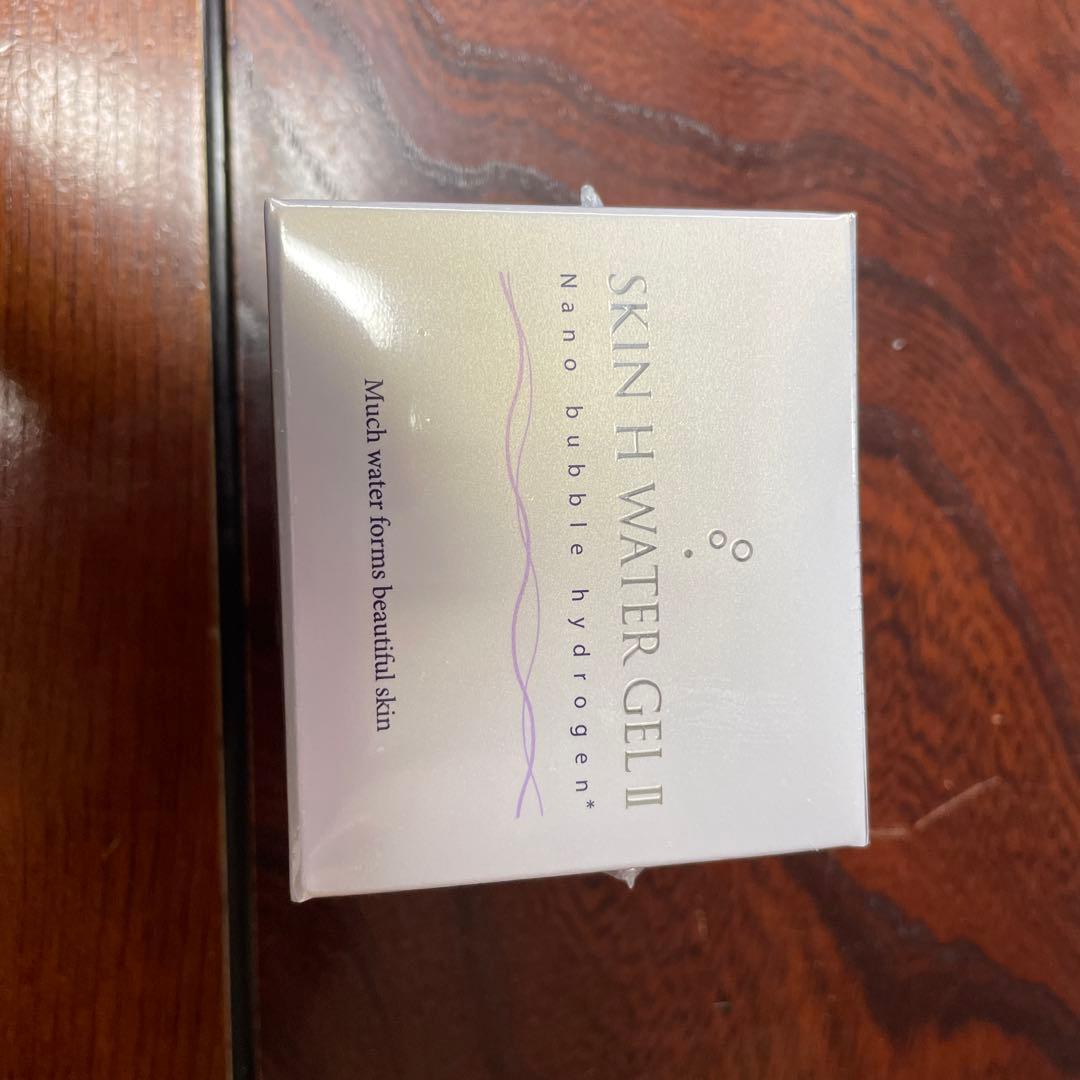 SKIN H WATER GEL II
Nano bubble hydrogen*
Much water forms beautiful skin